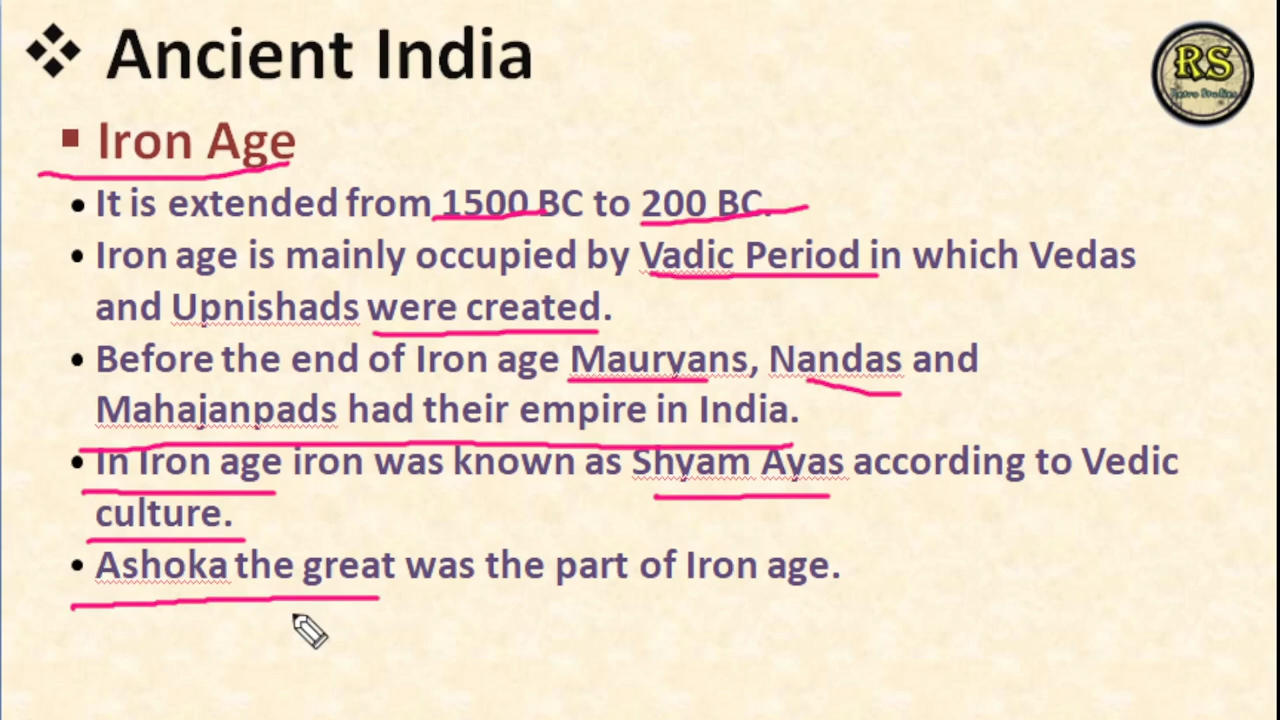 Ancient India
RS
Retro Studies
Iron Age
It is extended from 1500 BC to 200 BC.
Iron age is mainly occupied by Vadic Period in which Vedas
and Upnishads were created.
Before the end of Iron age Mauryans, Nandas and
Mahajanpads had their empire in India.
In Iron age iron was known as Shyam Ayas according to Vedic
culture.
Ashoka the great was the part of Iron age.